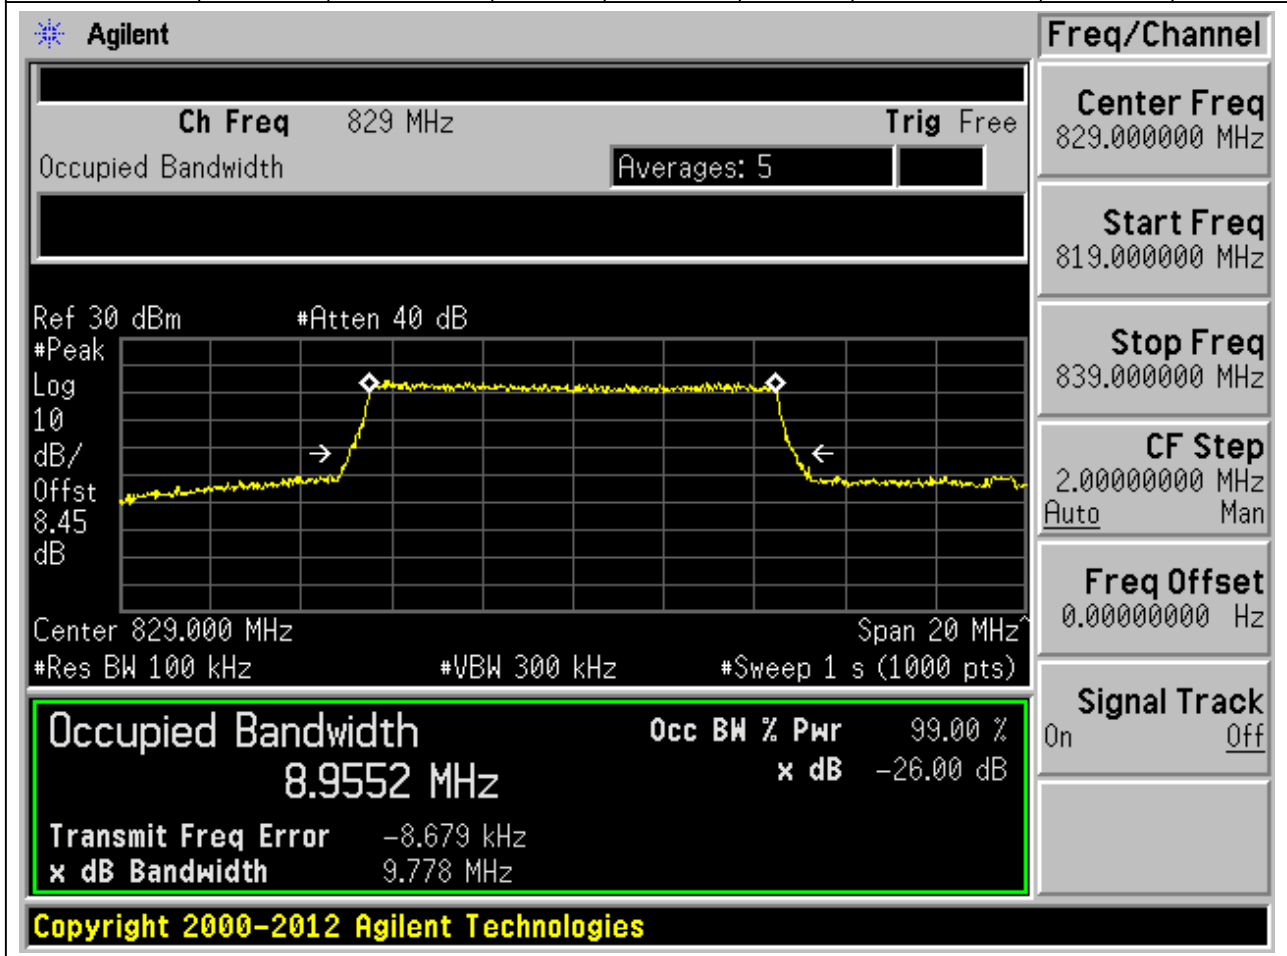 Agilent
Ch Freq 829 MHz Trig Free
Occupied Bandwidth Averages: 5
Ref 30 dBm #Atten 40 dB
#Peak
Log
10
dB/
Offst
8.45
dB
Center 829.000 MHz Span 20 MHz^
#Res BW 100 kHz #VBW 300 kHz #Sweep 1 s (1000 pts)
Occupied Bandwidth
8.9552 MHz
Occ BW % Pwr 99.00 %
x dB -26.00 dB
Transmit Freq Error -8.679 kHz
x dB Bandwidth 9.778 MHz
Copyright 2000-2012 Agilent Technologies
Freq/Channel
Center Freq
829.000000 MHz
Start Freq
819.000000 MHz
Stop Freq
839.000000 MHz
CF Step
2.00000000 MHz
Auto Man
Freq Offset
0.00000000 Hz
Signal Track
On Off